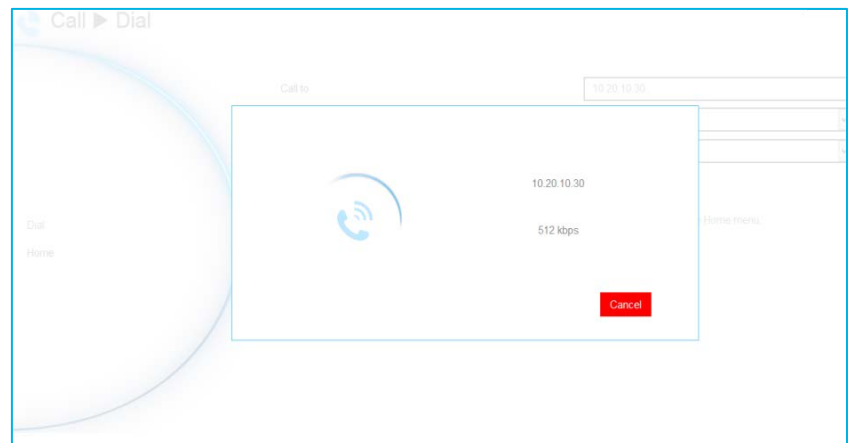 Call ▶ Dial
Call to
10.20.10.30
10.20.10.30
512 kbps
Dial
Home menu
Home
Cancel